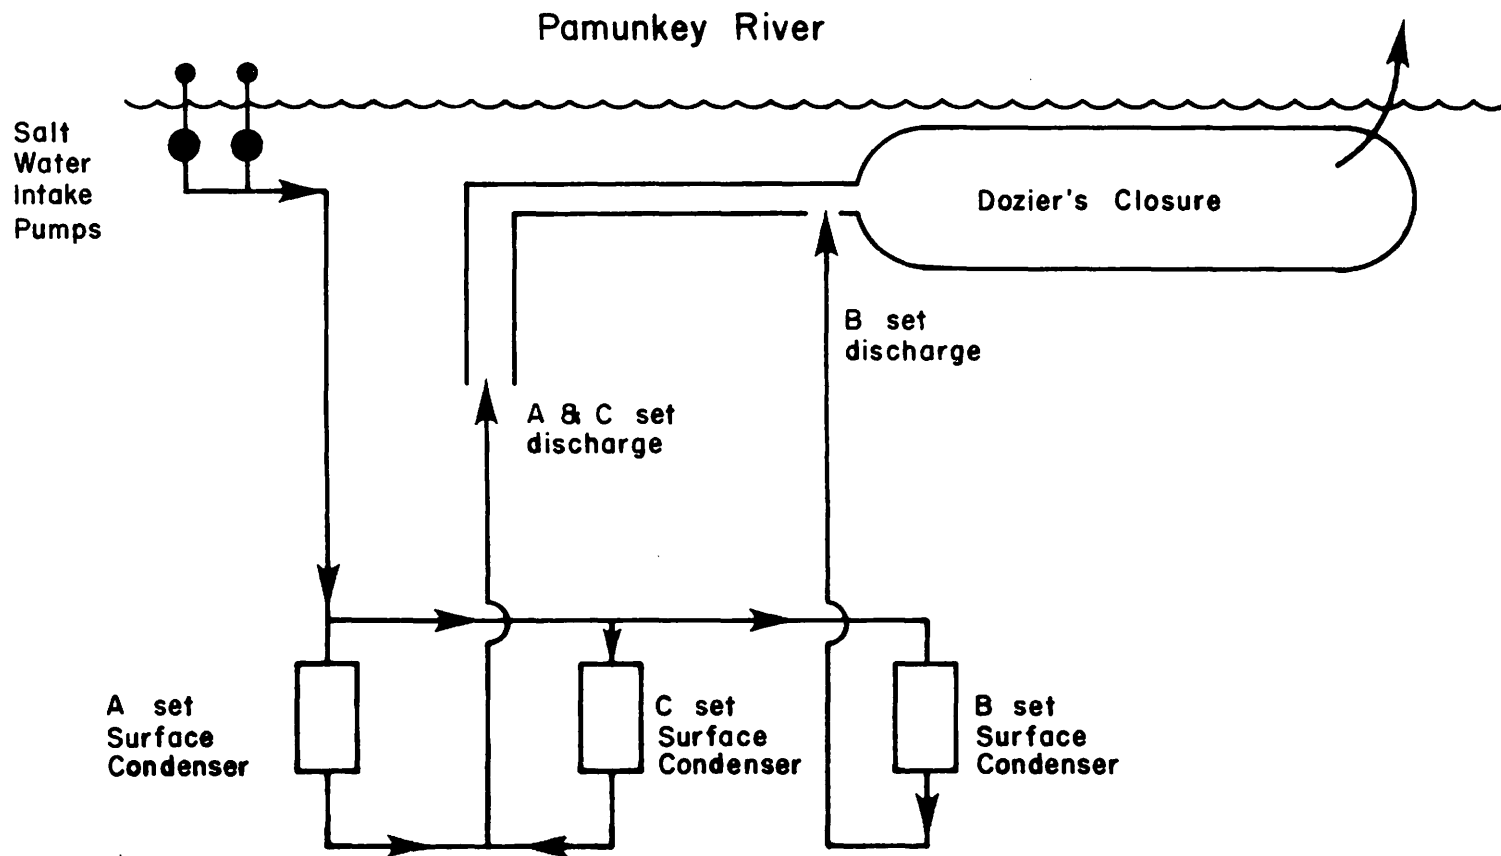 Pamunkey River
Salt
Water
Intake
Pumps
Dozier's Closure
B set
discharge
A & C set
discharge
A set
Surface
Condenser
C set
Surface
Condenser
B set
Surface
Condenser